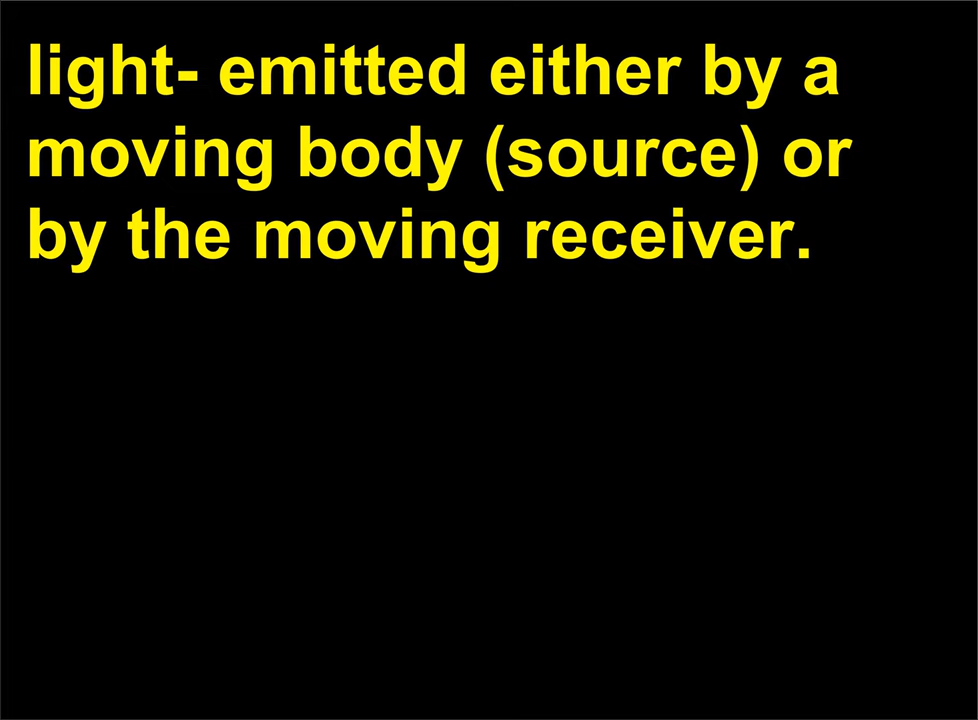 light- emitted either by a
moving body (source) or
by the moving receiver.